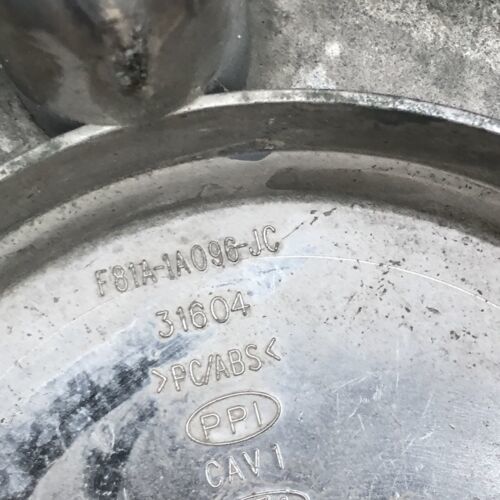 F81A-1A096-JC
31604
>PC/ABS<
PPI
CAV 1